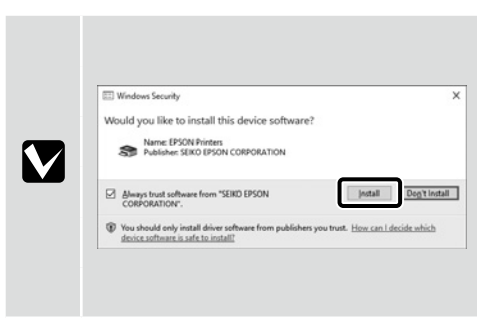 Windows Security
Would you like to install this device software?
Name: EPSON Printers
Publisher: SEIKO EPSON CORPORATION
Always trust software from "SEIKO EPSON
CORPORATION".
Install
Don't Install
You should only install driver software from publishers you trust. How can I decide which
device software is safe to install?